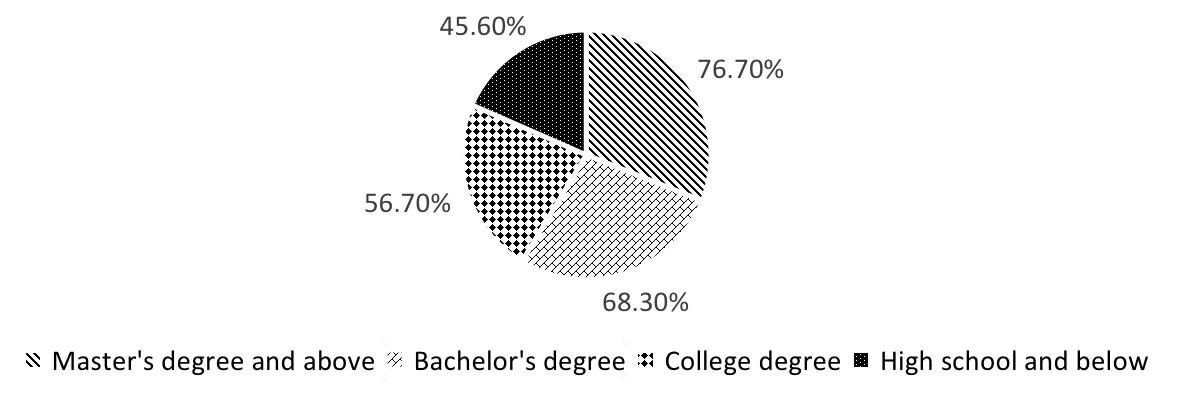 45.60%
76.70%
56.70%
68.30%
Master's degree and above Bachelor's degree College degree High school and below